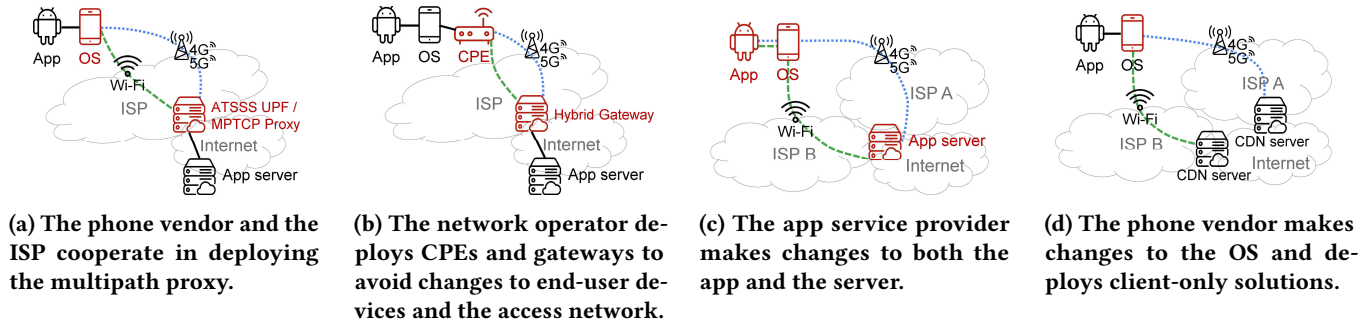 App
OS
Wi-Fi
4G
5G
ISP
ATSSS UPF /
MPTCP Proxy
Internet
App server
(a) The phone vendor and the
ISP cooperate in deploying
the multipath proxy.
App
OS
CPE
4G
5G
ISP
Hybrid Gateway
Internet
App server
(b) The network operator de-
ploys CPEs and gateways to
avoid changes to end-user de-
vices and the access network.
App
OS
4G
5G
ISP A
Wi-Fi
ISP B
App server
Internet
(c) The app service provider
makes changes to both the
app and the server.
App
OS
4G
5G
ISP A
Wi-Fi
ISP B
CDN server
CDN server
Internet
(d) The phone vendor makes
changes to the OS and de-
ploys client-only solutions.